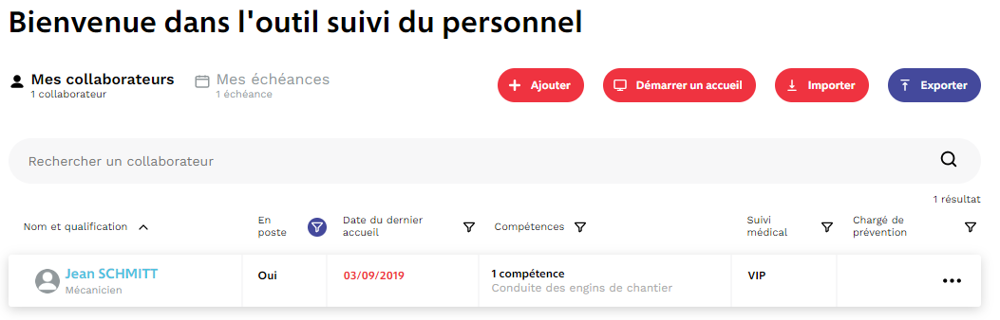 Bienvenue dans l'outil suivi du personnel
Mes collaborateurs
1 collaborateur
Mes échéances
1 échéance
Ajouter
Démarrer un accueil
Importer
Exporter
Rechercher un collaborateur
1 résultat
Nom et qualification
En
poste
Date du dernier
accueil
Compétences
Suivi
médical
Chargé de
prévention
Jean SCHMITT
Mécanicien
Oui
03/09/2019
1 compétence
Conduite des engins de chantier
VIP